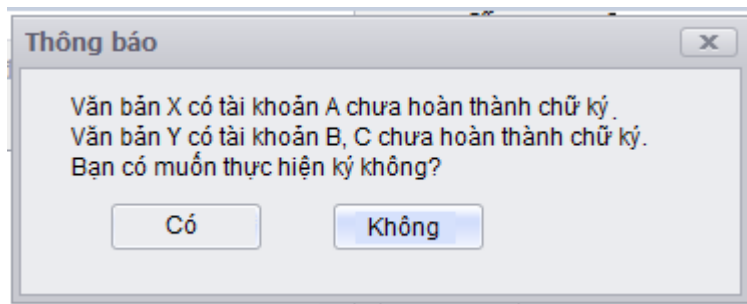 Thông báo
Văn bản X có tài khoản A chưa hoàn thành chữ ký.
Văn bản Y có tài khoản B, C chưa hoàn thành chữ ký.
Bạn có muốn thực hiện ký không?
Có
Không